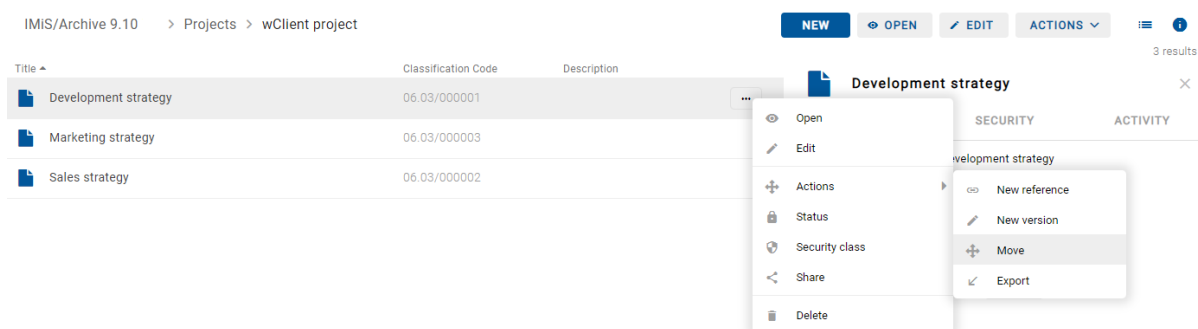 IMiS/Archive 9.10 > Projects > wClient project
NEW OPEN EDIT ACTIONS
3 results
Title Classification Code Description
Development strategy 06.03/000001 ...
Marketing strategy 06.03/000003
Sales strategy 06.03/000002
Development strategy
SECURITY ACTIVITY
velopment strategy
Open
Edit
Actions
Status
Security class
Share
Delete
New reference
New version
Move
Export